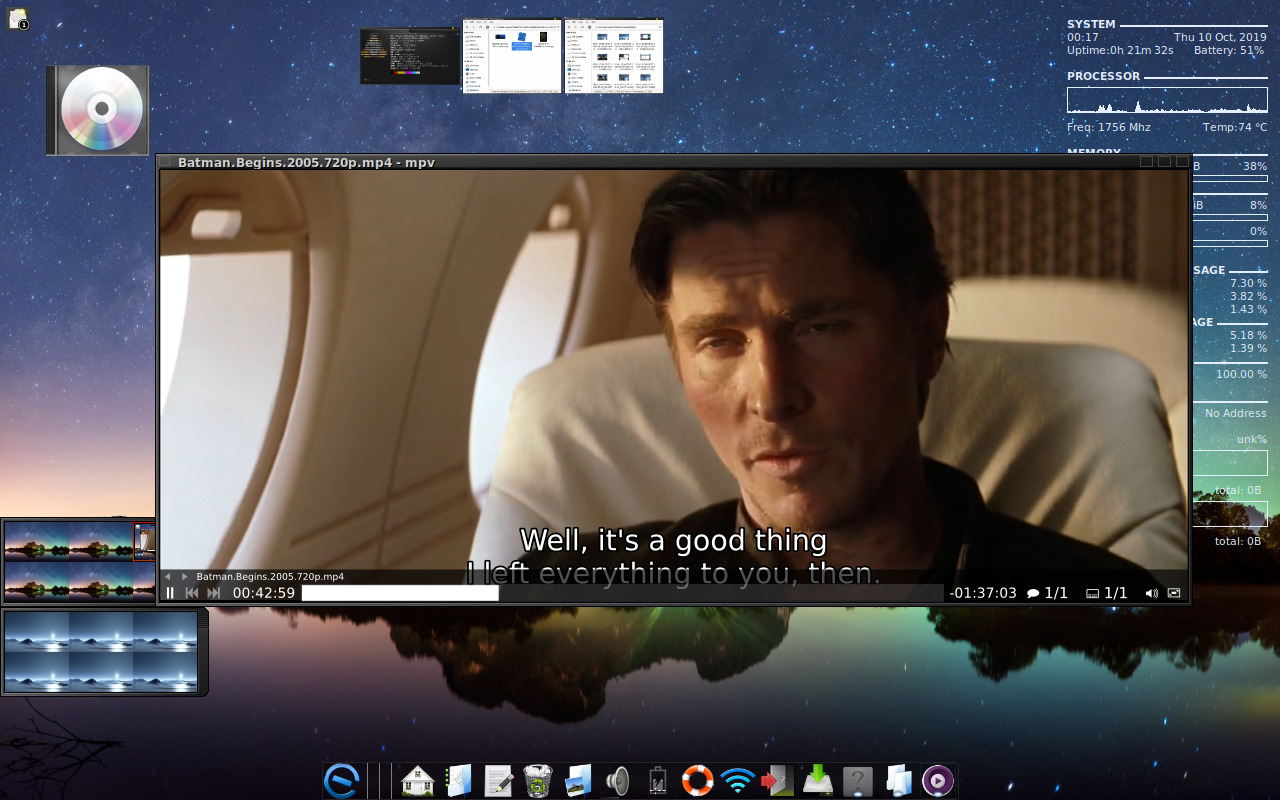 1
SYSTEM
00:17 Thu 10 Oct, 2019
Uptime:0h 21m 32s Battery: 51%
PROCESSOR
Freq: 1756 Mhz Temp:74 °C
MEMORY
Batman.Begins.2005.720p.mp4 - mpv
B 38%
iB 8%
0%
SAGE
7.30 %
3.82 %
1.43 %
AGE
5.18 %
1.39 %
100.00 %
No Address
unk%
total: 0B
total: 0B
Well, it's a good thing
I left everything to you, then.
Batman.Begins.2005.720p.mp4
00:42:59 -01:37:03 1/1 1/1
?